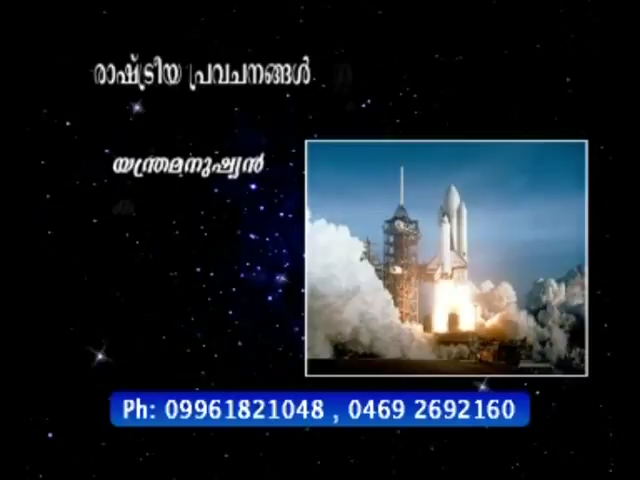 രാഷ്ട്രീയ പ്രവചനങ്ങൾ
യന്ത്രമനുഷ്യൻ
Ph: 09961821048 , 0469 2692160